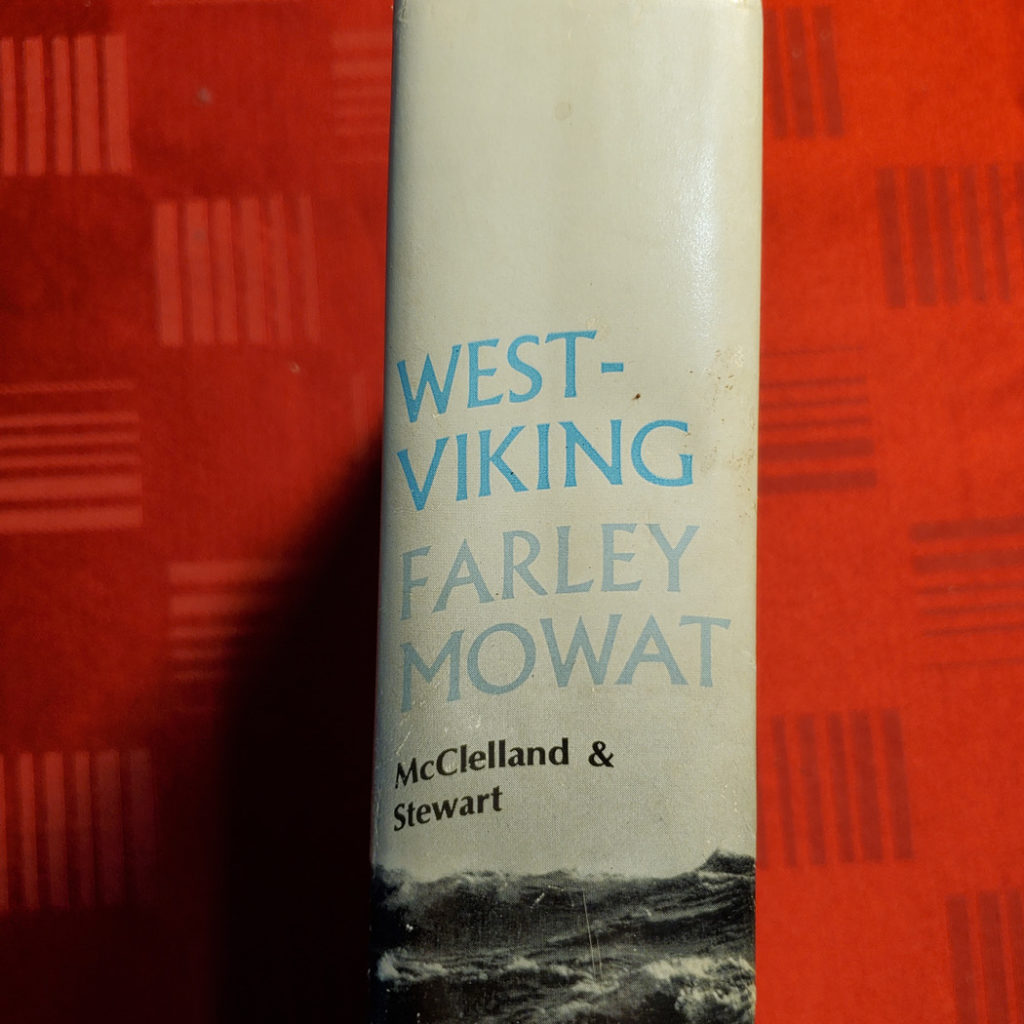 WEST-
VIKING
FARLEY
MOWAT
McClelland &
Stewart